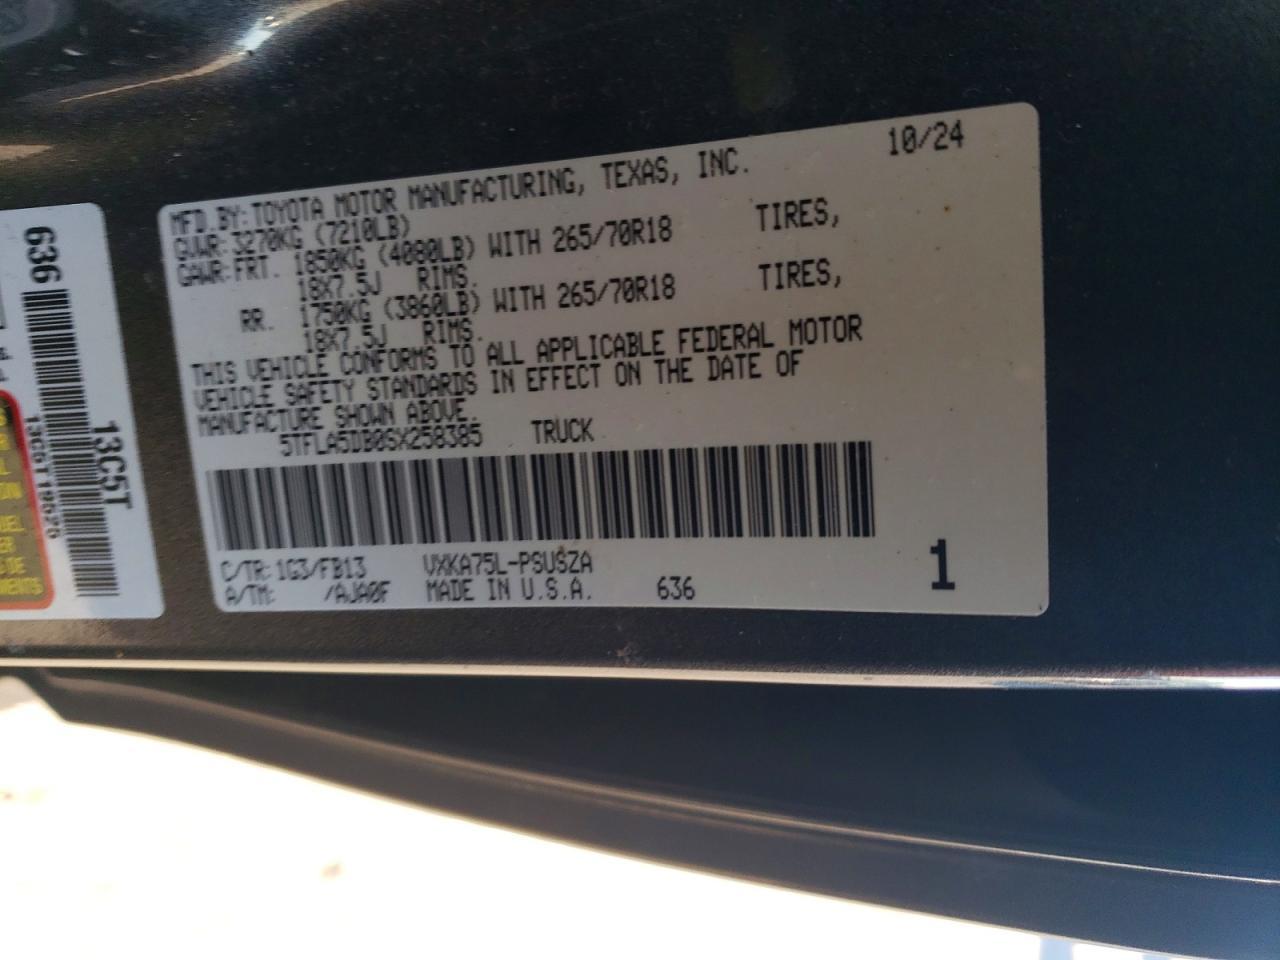 MFD.BY: TOYOTA MOTOR MANUFACTURING, TEXAS, INC. 10/24
GVWR: 3270KG (7210LB)
GAWR: FRT. 1850KG (4080LB) WITH 265/70R18 TIRES,
18X7.5J RIMS.
RR. 1750KG (3860LB) WITH 265/70R18 TIRES,
18X7.5J RIMS.
THIS VEHICLE CONFORMS TO ALL APPLICABLE FEDERAL MOTOR
VEHICLE SAFETY STANDARDS IN EFFECT ON THE DATE OF
MANUFACTURE SHOWN ABOVE.
5TFLA5DB0SX258385 TRUCK
C/TR: 1G3/FB13 VXKA75L-PSUSZA
A/TM: /AJA0F MADE IN U.S.A. 636
1
636
13C5T